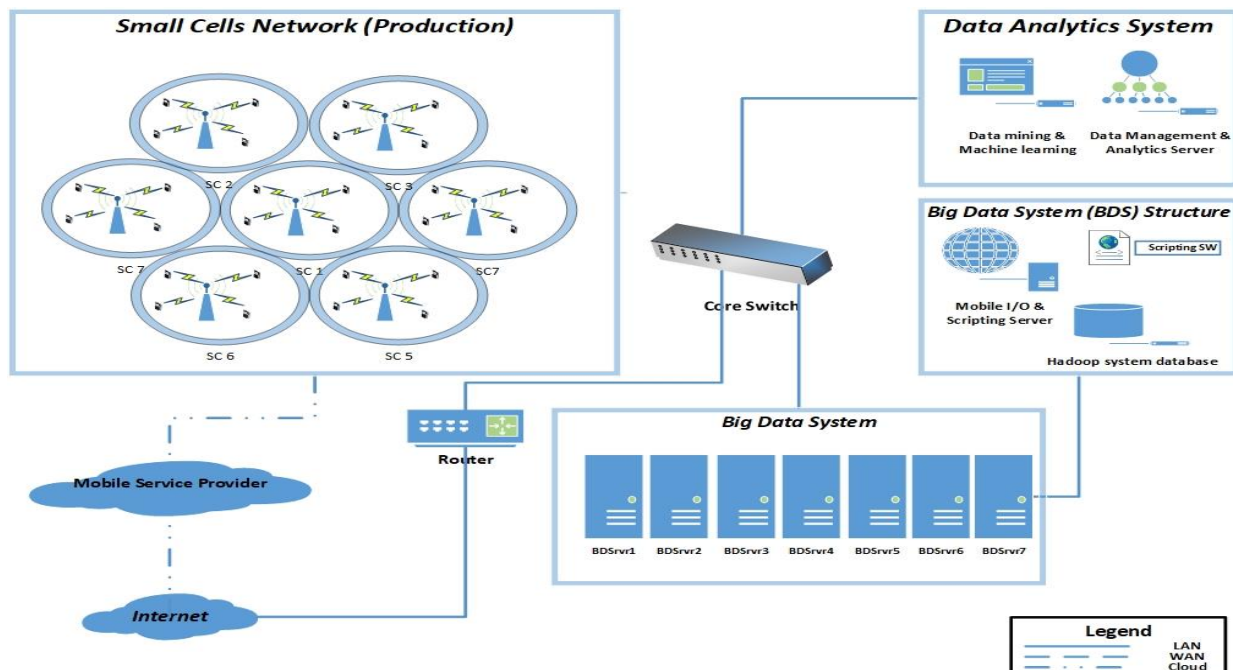 Small Cells Network (Production)
SC 2
SC 3
SC 7
SC 1
SC7
SC 6
SC 5
Mobile Service Provider
Internet
Router
Core Switch
Data Analytics System
Data mining &
Machine learning
Data Management &
Analytics Server
Big Data System (BDS) Structure
Scripting SW
Mobile I/O &
Scripting Server
Hadoop system database
Big Data System
BDSrvr1
BDSrvr2
BDSrvr3
BDSrvr4
BDSrvr5
BDSrvr6
BDSrvr7
Legend
LAN
WAN
Cloud